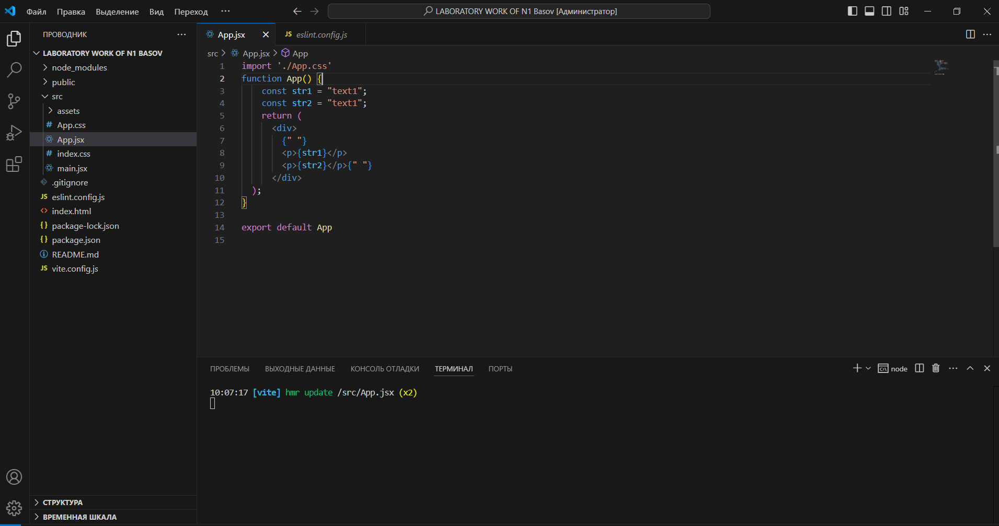 Файл Правка Выделение Вид Переход ··· LABORATORY WORK OF N1 Basov [Администратор]
ПРОВОДНИК
LABORATORY WORK OF N1 BASOV
node_modules
public
src
assets
App.css
App.jsx
index.css
main.jsx
.gitignore
JS eslint.config.js
index.html
{} package-lock.json
{} package.json
README.md
JS vite.config.js
СТРУКТУРА
ВРЕМЕННАЯ ШКАЛА
App.jsx JS eslint.config.js
src > App.jsx > App
1 import './App.css'
2 function App() {
3 const str1 = "text1";
4 const str2 = "text1";
5 return (
6 <div>
7 {" "}
8 <p>{str1}</p>
9 <p>{str2}</p>{" "}
10 </div>
11 );
12 }
13
14 export default App
15
ПРОБЛЕМЫ ВЫХОДНЫЕ ДАННЫЕ КОНСОЛЬ ОТЛАДКИ ТЕРМИНАЛ ПОРТЫ node
10:07:17 [vite] hmr update /src/App.jsx (x2)